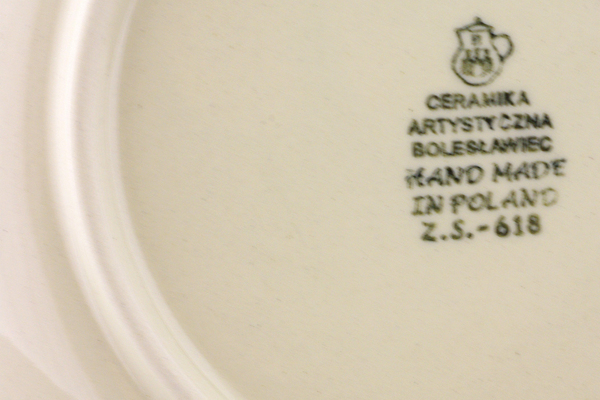 CERAMIKA
ARTYSTYCZNA
BOLESŁAWIEC
HAND MADE
IN POLAND
Z.S.-618